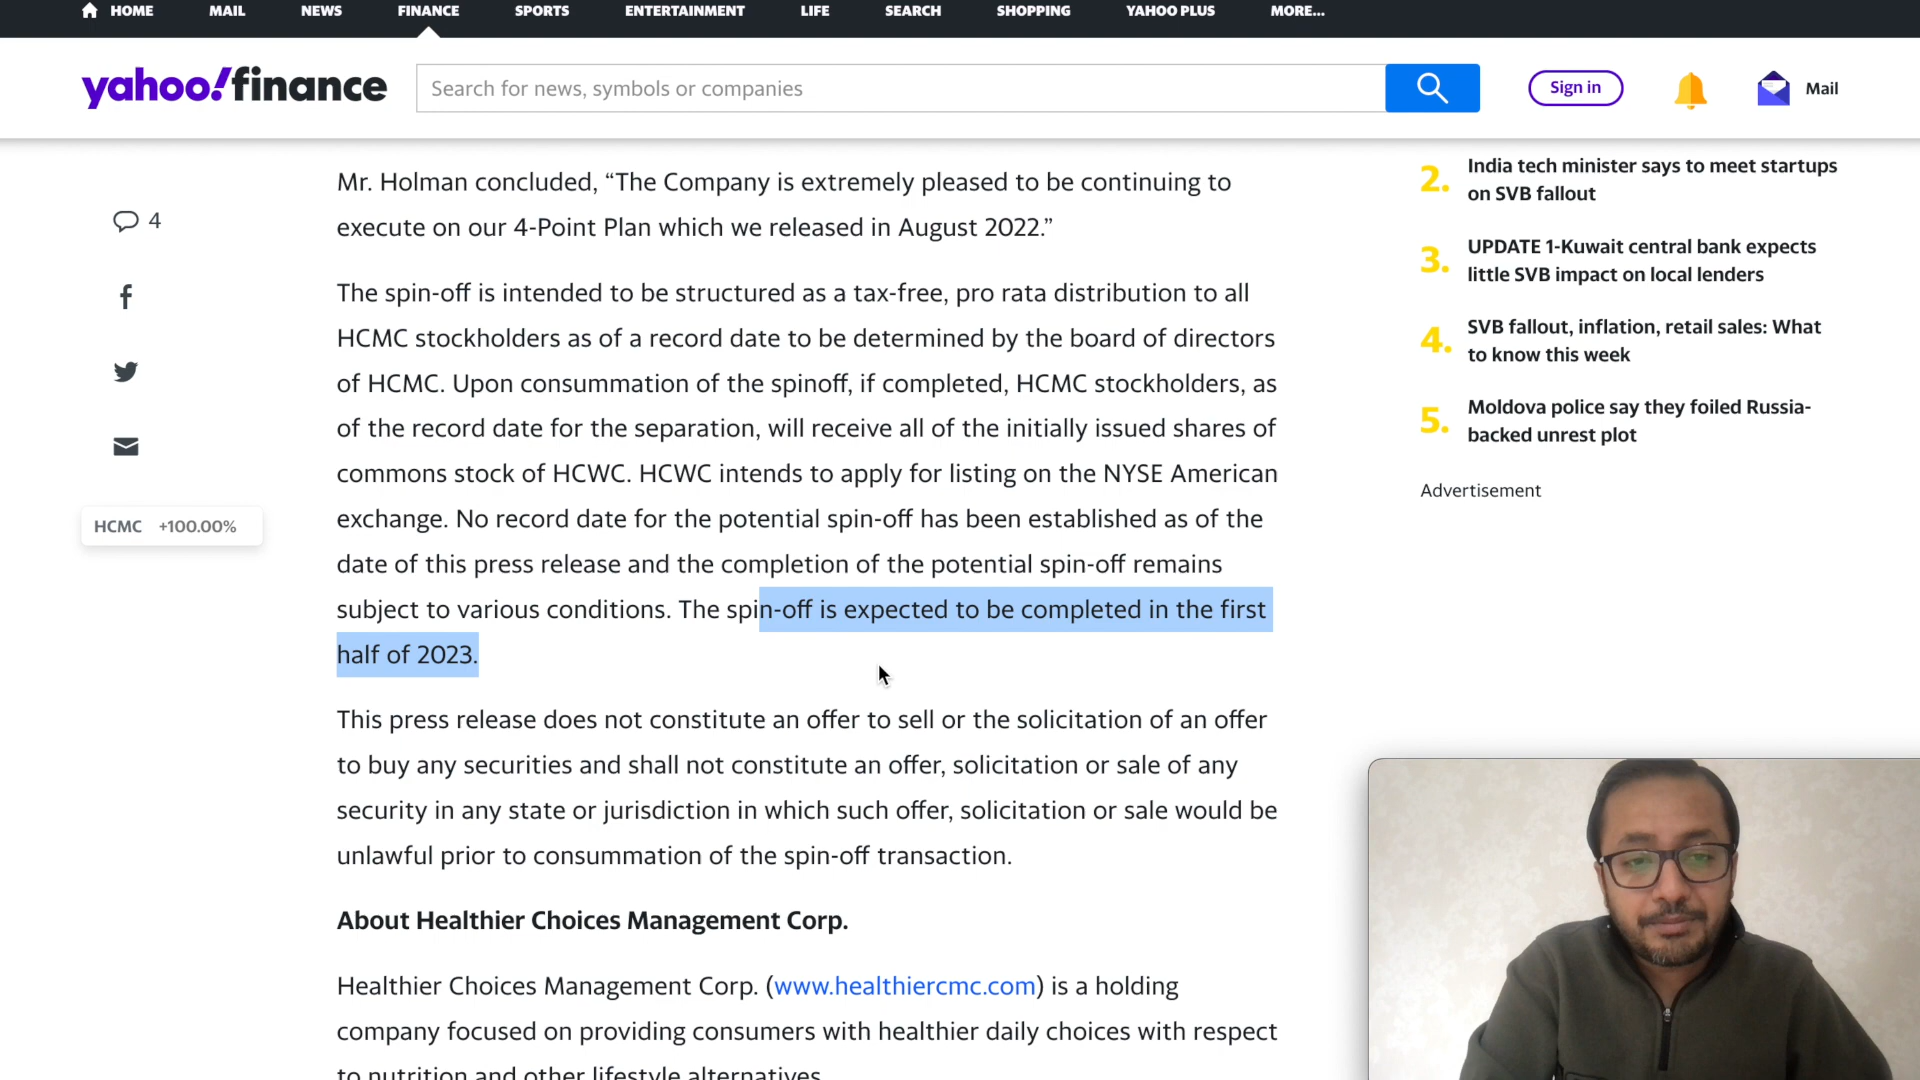 HOME MAIL NEWS FINANCE SPORTS ENTERTAINMENT LIFE SEARCH SHOPPING YAHOO PLUS MORE...
yahoo!finance
Search for news, symbols or companies
Sign in
Mail
4
HCMC +100.00%
Mr. Holman concluded, “The Company is extremely pleased to be continuing to
execute on our 4-Point Plan which we released in August 2022.”
The spin-off is intended to be structured as a tax-free, pro rata distribution to all
HCMC stockholders as of a record date to be determined by the board of directors
of HCMC. Upon consummation of the spinoff, if completed, HCMC stockholders, as
of the record date for the separation, will receive all of the initially issued shares of
commons stock of HCWC. HCWC intends to apply for listing on the NYSE American
exchange. No record date for the potential spin-off has been established as of the
date of this press release and the completion of the potential spin-off remains
subject to various conditions. The spin-off is expected to be completed in the first
half of 2023.
This press release does not constitute an offer to sell or the solicitation of an offer
to buy any securities and shall not constitute an offer, solicitation or sale of any
security in any state or jurisdiction in which such offer, solicitation or sale would be
unlawful prior to consummation of the spin-off transaction.
About Healthier Choices Management Corp.
Healthier Choices Management Corp. (www.healthiercmc.com) is a holding
company focused on providing consumers with healthier daily choices with respect
to nutrition and other lifestyle alternatives.
2. India tech minister says to meet startups
on SVB fallout
3. UPDATE 1-Kuwait central bank expects
little SVB impact on local lenders
4. SVB fallout, inflation, retail sales: What
to know this week
5. Moldova police say they foiled Russia-
backed unrest plot
Advertisement